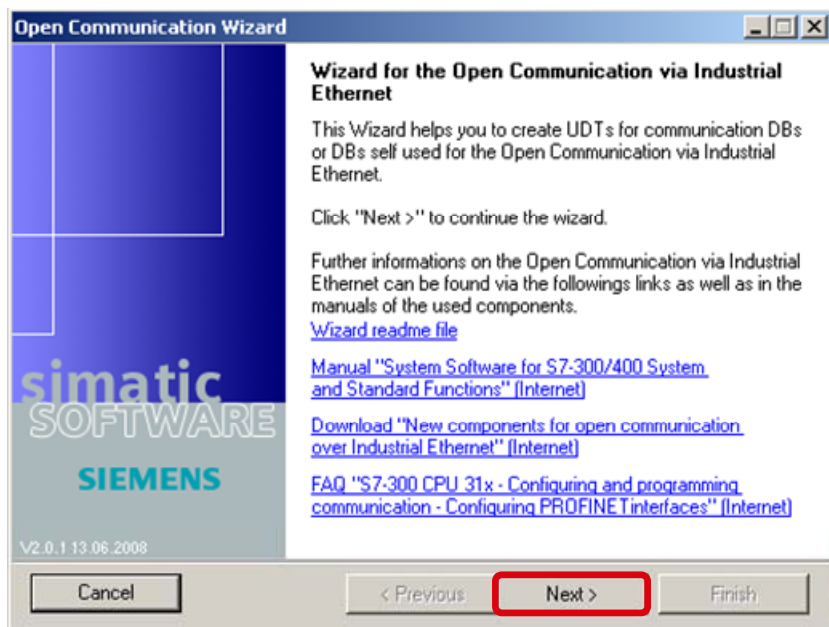 Open Communication Wizard
Wizard for the Open Communication via Industrial
Ethernet
This Wizard helps you to create UDTs for communication DBs
or DBs self used for the Open Communication via Industrial
Ethernet.
Click "Next >" to continue the wizard.
Further informations on the Open Communication via Industrial
Ethernet can be found via the followings links as well as in the
manuals of the used components.
Wizard readme file
Manual "System Software for S7-300/400 System
and Standard Functions" (Internet)
Download "New components for open communication
over Industrial Ethernet" (Internet)
FAQ "S7-300 CPU 31x - Configuring and programming
communication - Configuring PROFINET interfaces" (Internet)
simatic
SOFTWARE
SIEMENS
V2.0.1 13.06.2008
Cancel
< Previous
Next >
Finish